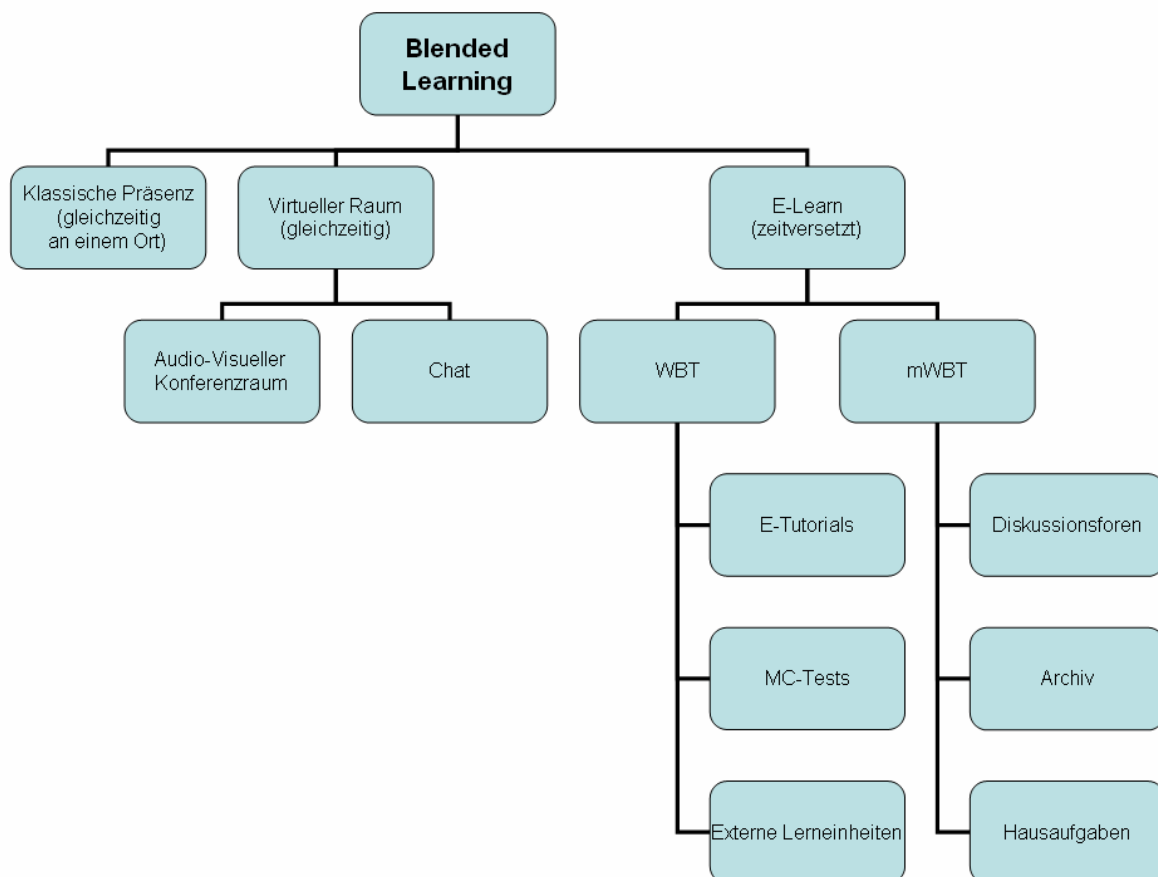 Blended
Learning
Klassische Präsenz
(gleichzeitig
an einem Ort)
Virtueller Raum
(gleichzeitig)
E-Learn
(zeitversetzt)
Audio-Visueller
Konferenzraum
Chat
WBT
mWBT
E-Tutorials
Diskussionsforen
MC-Tests
Archiv
Externe Lerneinheiten
Hausaufgaben